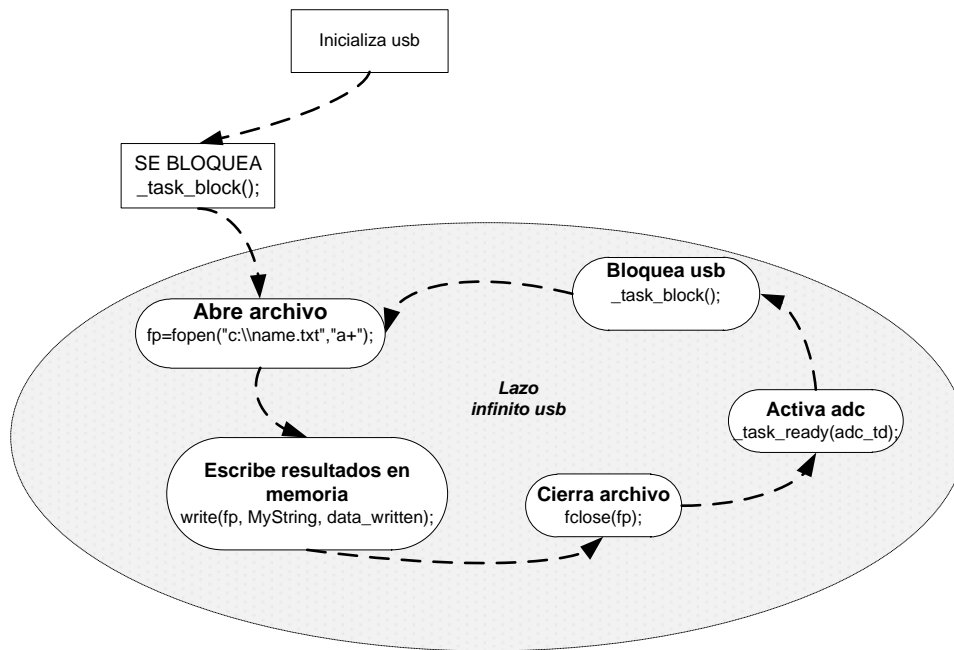 Inicializa usb
SE BLOQUEA
_task_block();
Abre archivo
fp=fopen("c:\\name.txt","a+");
Escribe resultados en
memoria
write(fp, MyString, data_written);
Cierra archivo
fclose(fp);
Activa adc
_task_ready(adc_td);
Bloquea usb
_task_block();
Lazo
infinito usb